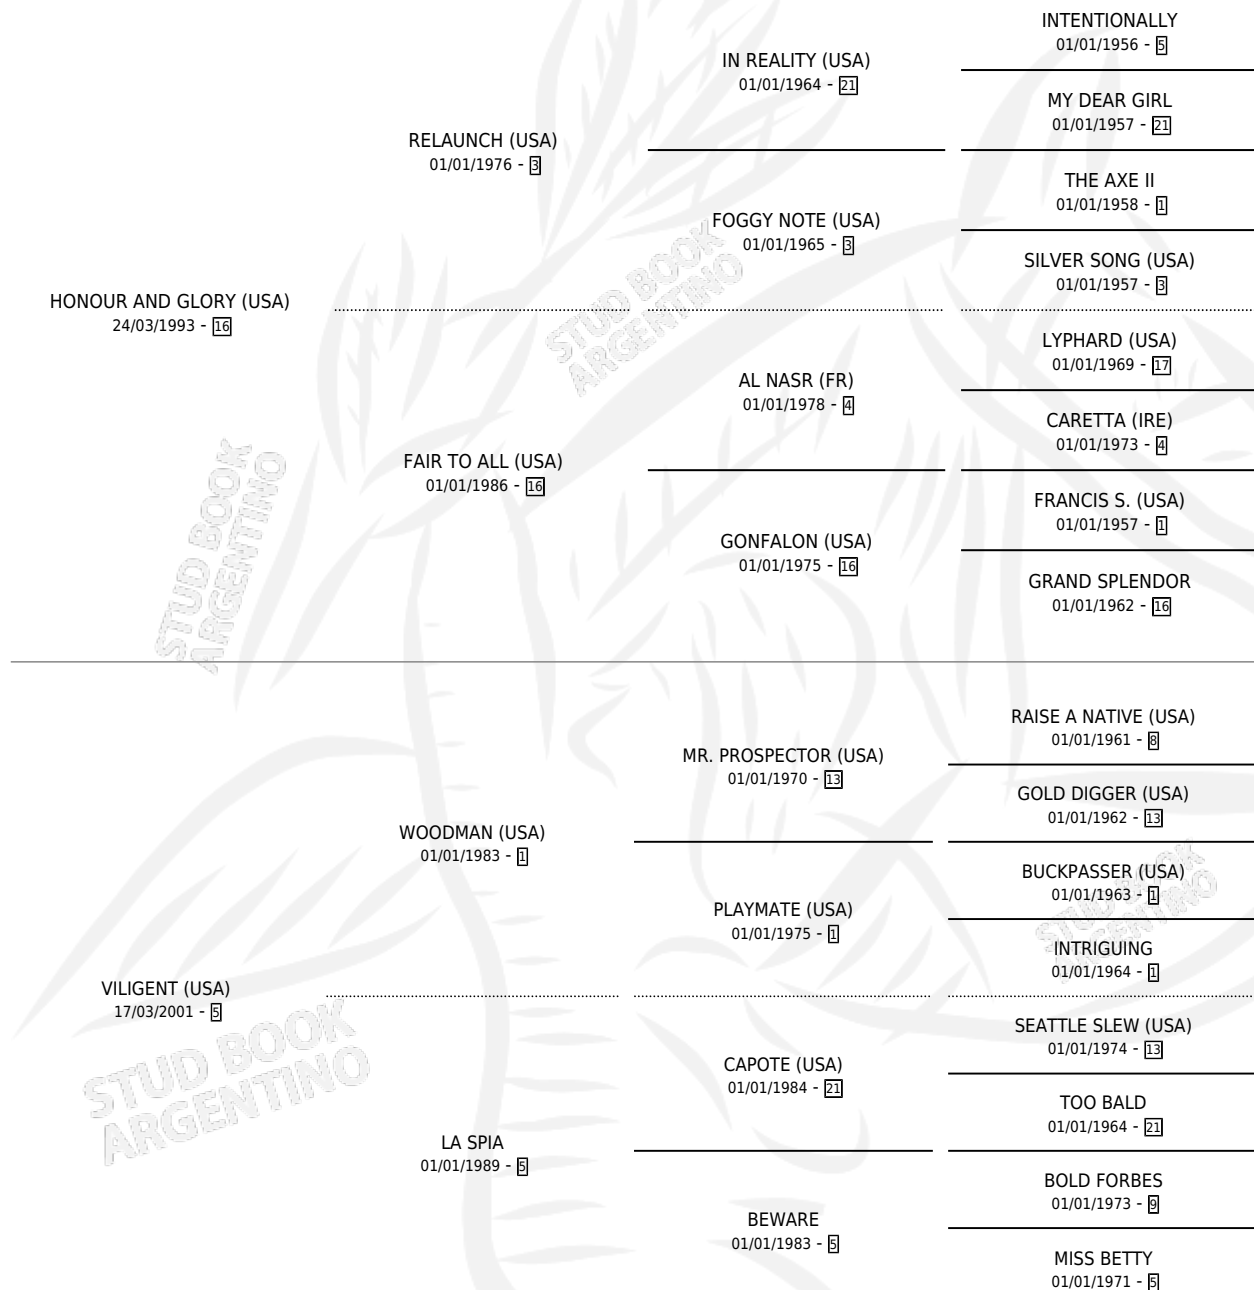 INTENTIONALLY
01/01/1956 - 5
IN REALITY (USA)
01/01/1964 - 21
MY DEAR GIRL
01/01/1957 - 21
RELAUNCH (USA)
01/01/1976 - 3
THE AXE II
01/01/1958 - 1
FOGGY NOTE (USA)
01/01/1965 - 3
SILVER SONG (USA)
01/01/1957 - 3
HONOUR AND GLORY (USA)
24/03/1993 - 16
LYPHARD (USA)
01/01/1969 - 17
AL NASR (FR)
01/01/1978 - 4
CARETTA (IRE)
01/01/1973 - 4
FAIR TO ALL (USA)
01/01/1986 - 16
FRANCIS S. (USA)
01/01/1957 - 1
GONFALON (USA)
01/01/1975 - 16
GRAND SPLENDOR
01/01/1962 - 16
RAISE A NATIVE (USA)
01/01/1961 - 8
MR. PROSPECTOR (USA)
01/01/1970 - 13
GOLD DIGGER (USA)
01/01/1962 - 13
WOODMAN (USA)
01/01/1983 - 1
BUCKPASSER (USA)
01/01/1963 - 1
PLAYMATE (USA)
01/01/1975 - 1
INTRIGUING
01/01/1964 - 1
VILIGENT (USA)
17/03/2001 - 5
SEATTLE SLEW (USA)
01/01/1974 - 13
CAPOTE (USA)
01/01/1984 - 21
TOO BALD
01/01/1964 - 21
LA SPIA
01/01/1989 - 5
BOLD FORBES
01/01/1973 - 9
BEWARE
01/01/1983 - 5
MISS BETTY
01/01/1971 - 5
STUD BOOK
ARGENTINO
STUD BOOK
ARGENTINO
STUD BOOK
ARGENTINO
STUD BOOK
ARGENTINO